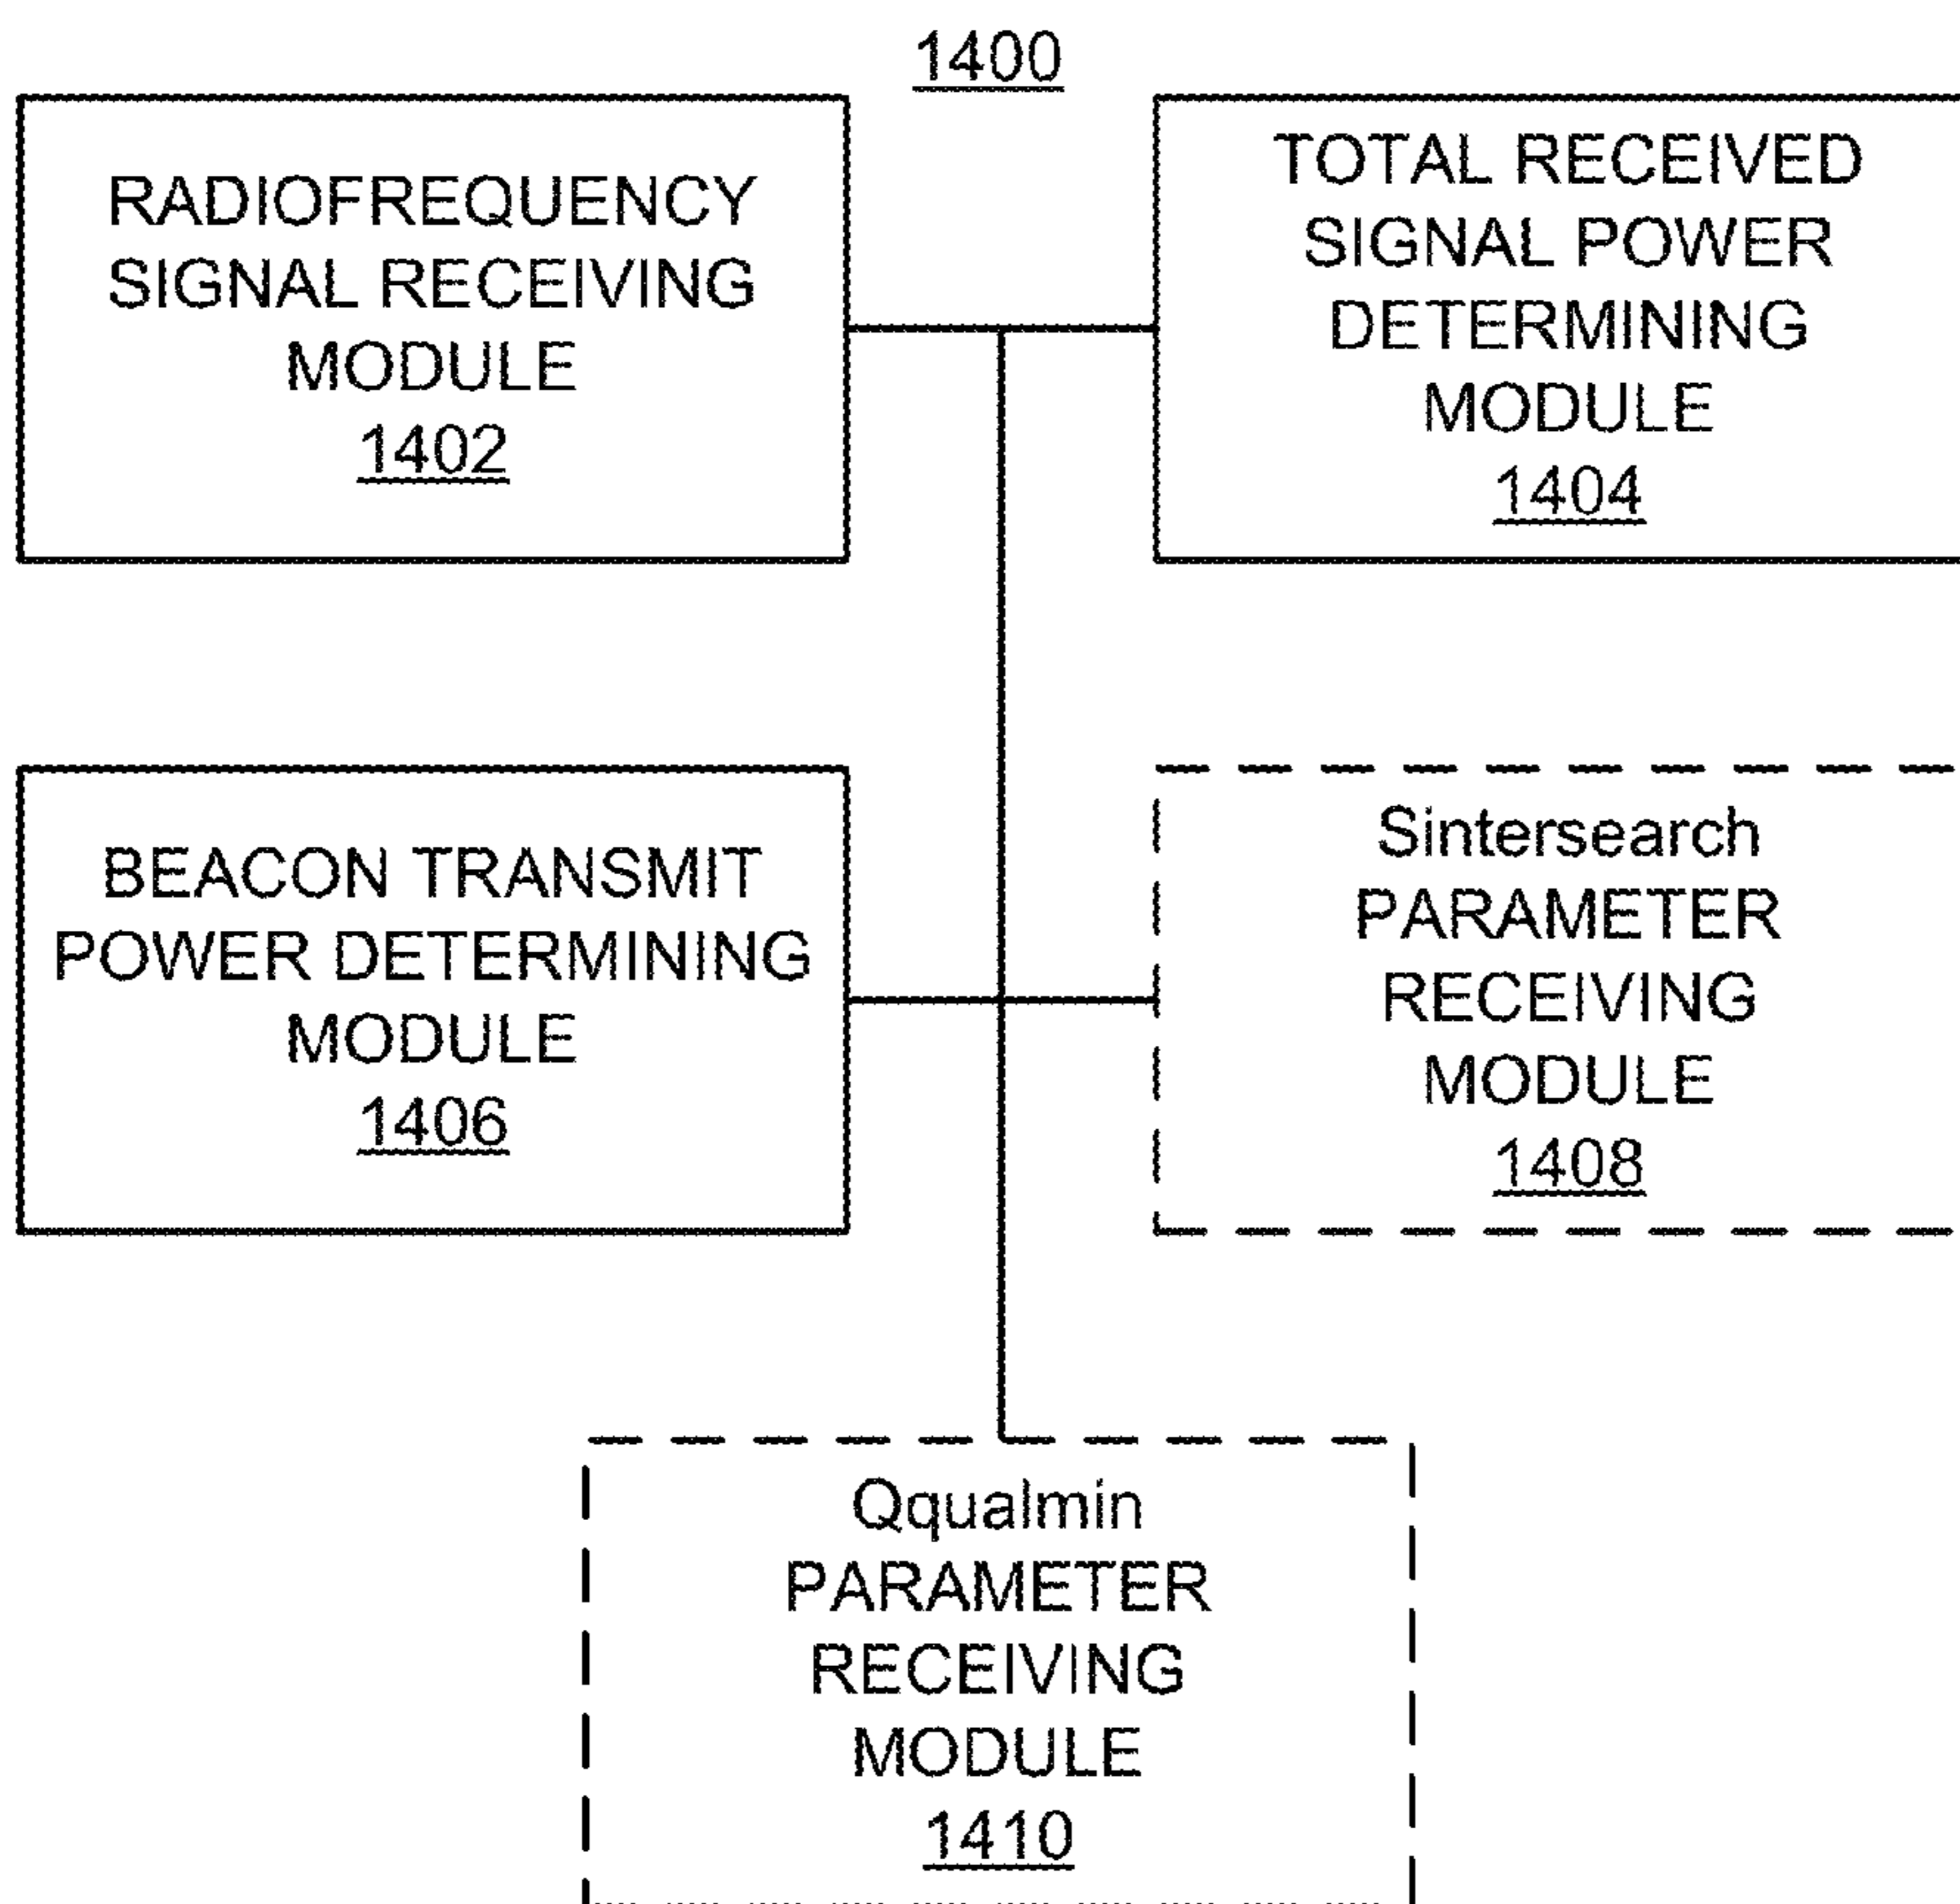 1400
RADIOFREQUENCY
SIGNAL RECEIVING
MODULE
1402
TOTAL RECEIVED
SIGNAL POWER
DETERMINING
MODULE
1404
BEACON TRANSMIT
POWER DETERMINING
MODULE
1406
Sintersearch
PARAMETER
RECEIVING
MODULE
1408
Qqualmin
PARAMETER
RECEIVING
MODULE
1410